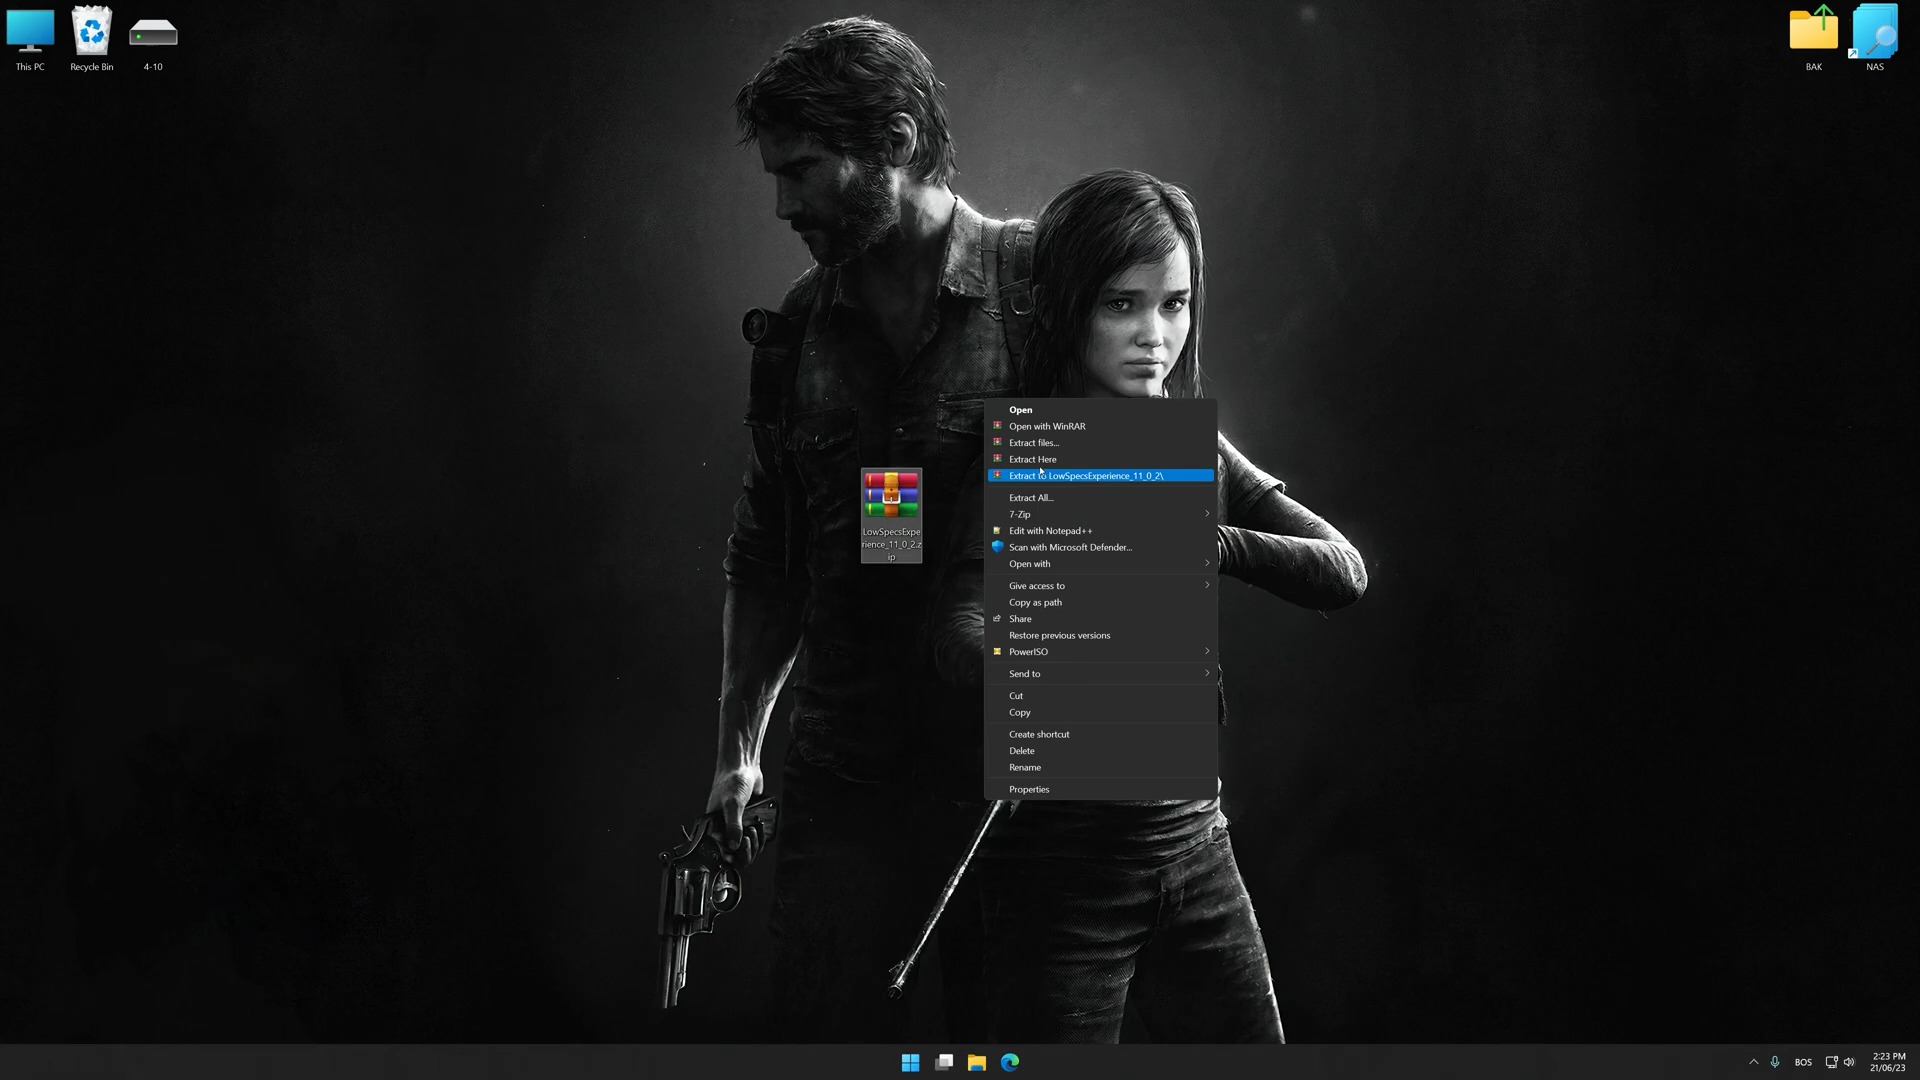 This PC
Recycle Bin
4-10
BAK
NAS
LowSpecsExpe
rience_11_0_2.z
ip
Open
Open with WinRAR
Extract files...
Extract Here
Extract to LowSpecsExperience_11_0_2\
Extract All...
7-Zip
Edit with Notepad++
Scan with Microsoft Defender...
Open with
Give access to
Copy as path
Share
Restore previous versions
PowerISO
Send to
Cut
Copy
Create shortcut
Delete
Rename
Properties
BOS
2:23 PM
21/06/23